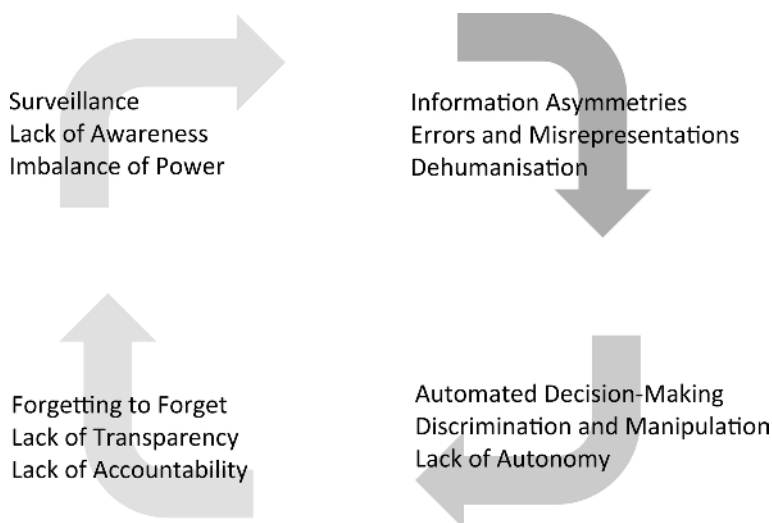 Surveillance
Lack of Awareness
Imbalance of Power
Information Asymmetries
Errors and Misrepresentations
Dehumanisation
Automated Decision-Making
Discrimination and Manipulation
Lack of Autonomy
Forgetting to Forget
Lack of Transparency
Lack of Accountability